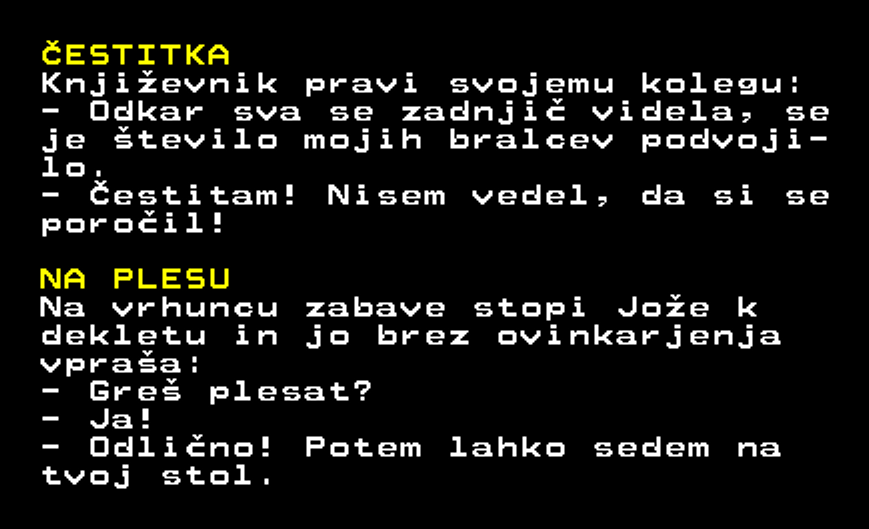 ČESTITKA
Književnik pravi svojemu kolegu:
- Odkar sva se zadnjič videla, se
je število mojih bralcev podvoji-
lo.
- Čestitam! Nisem vedel, da si se
poročil!
NA PLESU
Na vrhuncu zabave stopi Jože k
dekletu in jo brez ovinkarjenja
vpraša:
- Greš plesat?
- Ja!
- Odlično! Potem lahko sedem na
tvoj stol.